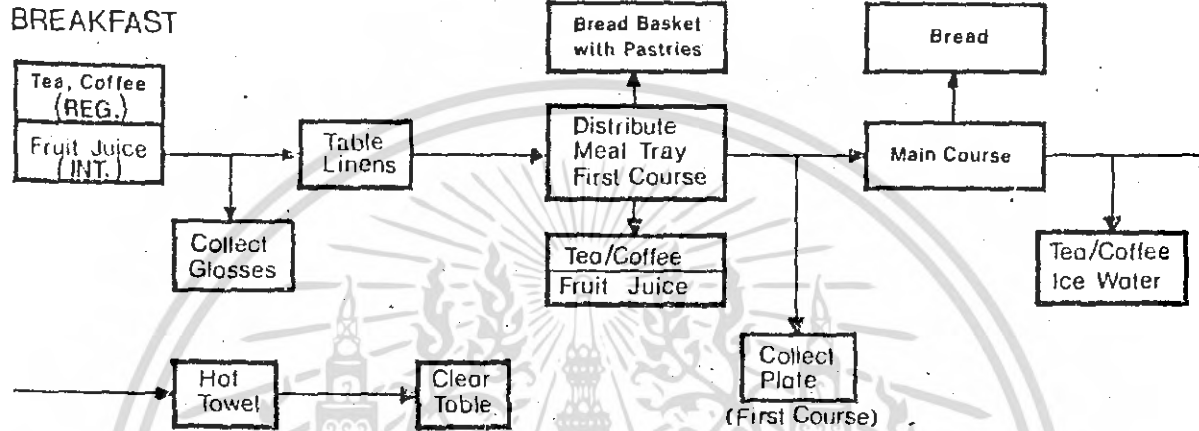 BREAKFAST
Tea, Coffee
(REG.)
Fruit Juice
(INT.)
Collect
Glosses
Table
Linens
Bread Basket
with Pastries
Distribute
Meal Tray
First Course
Tea/Coffee
Fruit Juice
Collect
Plate
(First Course)
Bread
Main Course
Tea/Coffee
Ice Water
Hot
Towel
Clear
Table